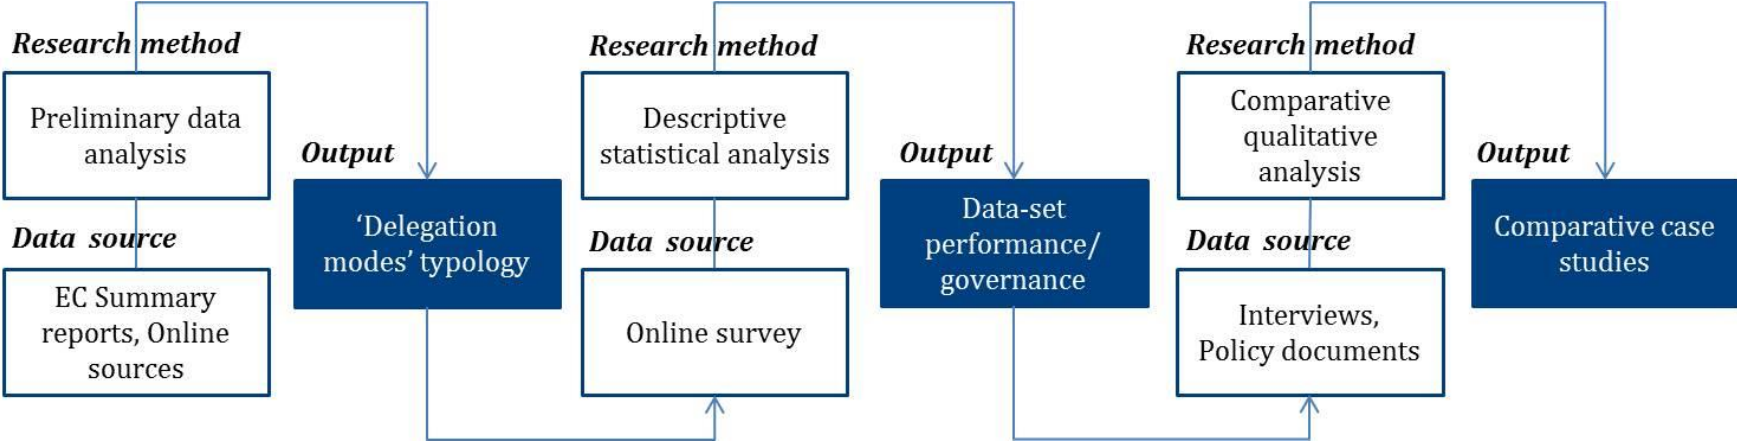 Research method
Preliminary data
analysis
Data source
EC Summary
reports, Online
sources
Output
‘Delegation
modes’ typology
Research method
Descriptive
statistical analysis
Data source
Online survey
Output
Data-set
performance/
governance
Research method
Comparative
qualitative
analysis
Data source
Interviews,
Policy documents
Output
Comparative case
studies